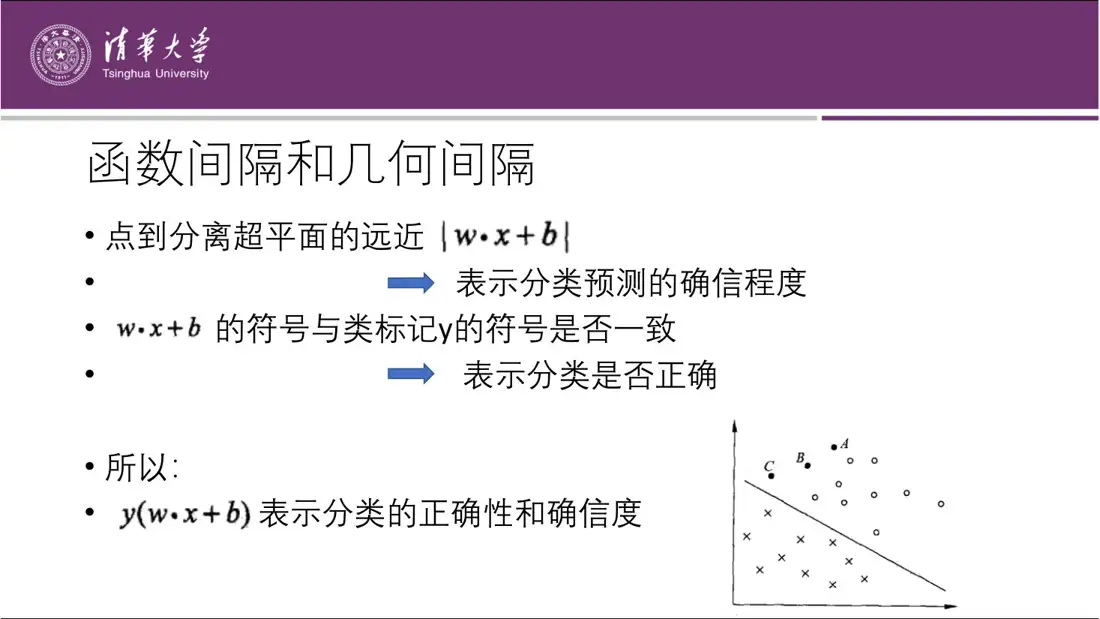 清华大学
Tsinghua University
函数间隔和几何间隔
• 点到分离超平面的远近 |w•x+b|
• 表示分类预测的确信程度
• w•x+b 的符号与类标记y的符号是否一致
• 表示分类是否正确
• 所以：
• y(w•x+b) 表示分类的正确性和确信度
A
B
C